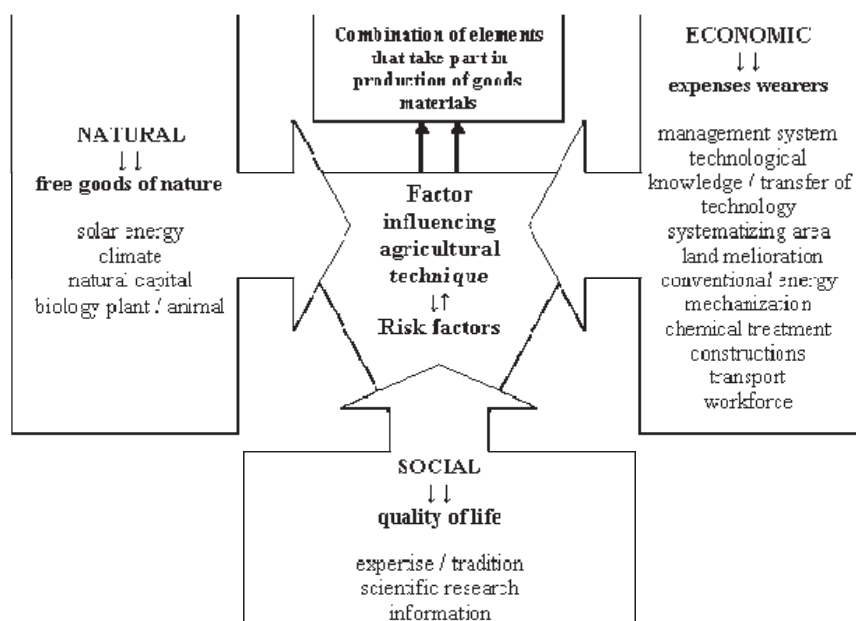 Combination of elements
that take part in
production of goods
materials
NATURAL
↓ ↓
free goods of nature
solar energy
climate
natural capital
biology plant / animal
Factor
influencing
agricultural
technique
↓↑
Risk factors
ECONOMIC
↓ ↓
expenses wearers
management system
technological
knowledge / transfer of
technology
systematizing area
land melioration
conventional energy
mechanization
chemical treatment
constructions
transport
workforce
SOCIAL
↓ ↓
quality of life
expertise / tradition
scientific research
information